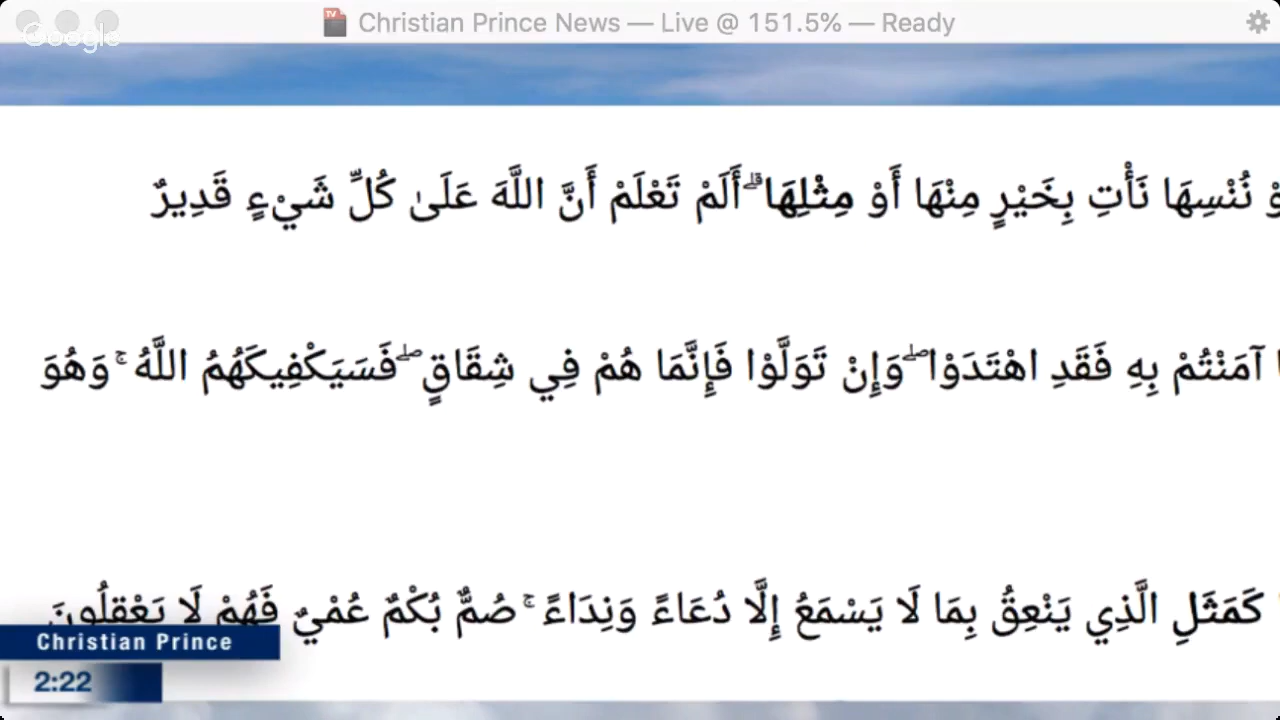 Google
Christian Prince News — Live @ 151.5% — Ready
نُنْسِهَا نَأْتِ بِخَيْرٍ مِنْهَا أَوْ مِثْلِهَا ۗ أَلَمْ تَعْلَمْ أَنَّ اللَّهَ عَلَىٰ كُلِّ شَيْءٍ قَدِيرٌ
آمَنْتُمْ بِهِ فَقَدِ اهْتَدَوْا ۖ وَإِنْ تَوَلَّوْا فَإِنَّمَا هُمْ فِي شِقَاقٍ ۖ فَسَيَكْفِيكَهُمُ اللَّهُ ۚ وَهُوَ
كَمَثَلِ الَّذِي يَنْعِقُ بِمَا لَا يَسْمَعُ إِلَّا دُعَاءً وَنِدَاءً ۚ صُمٌّ بُكْمٌ عُمْيٌ فَهُمْ لَا يَعْقِلُونَ
Christian Prince
2:22